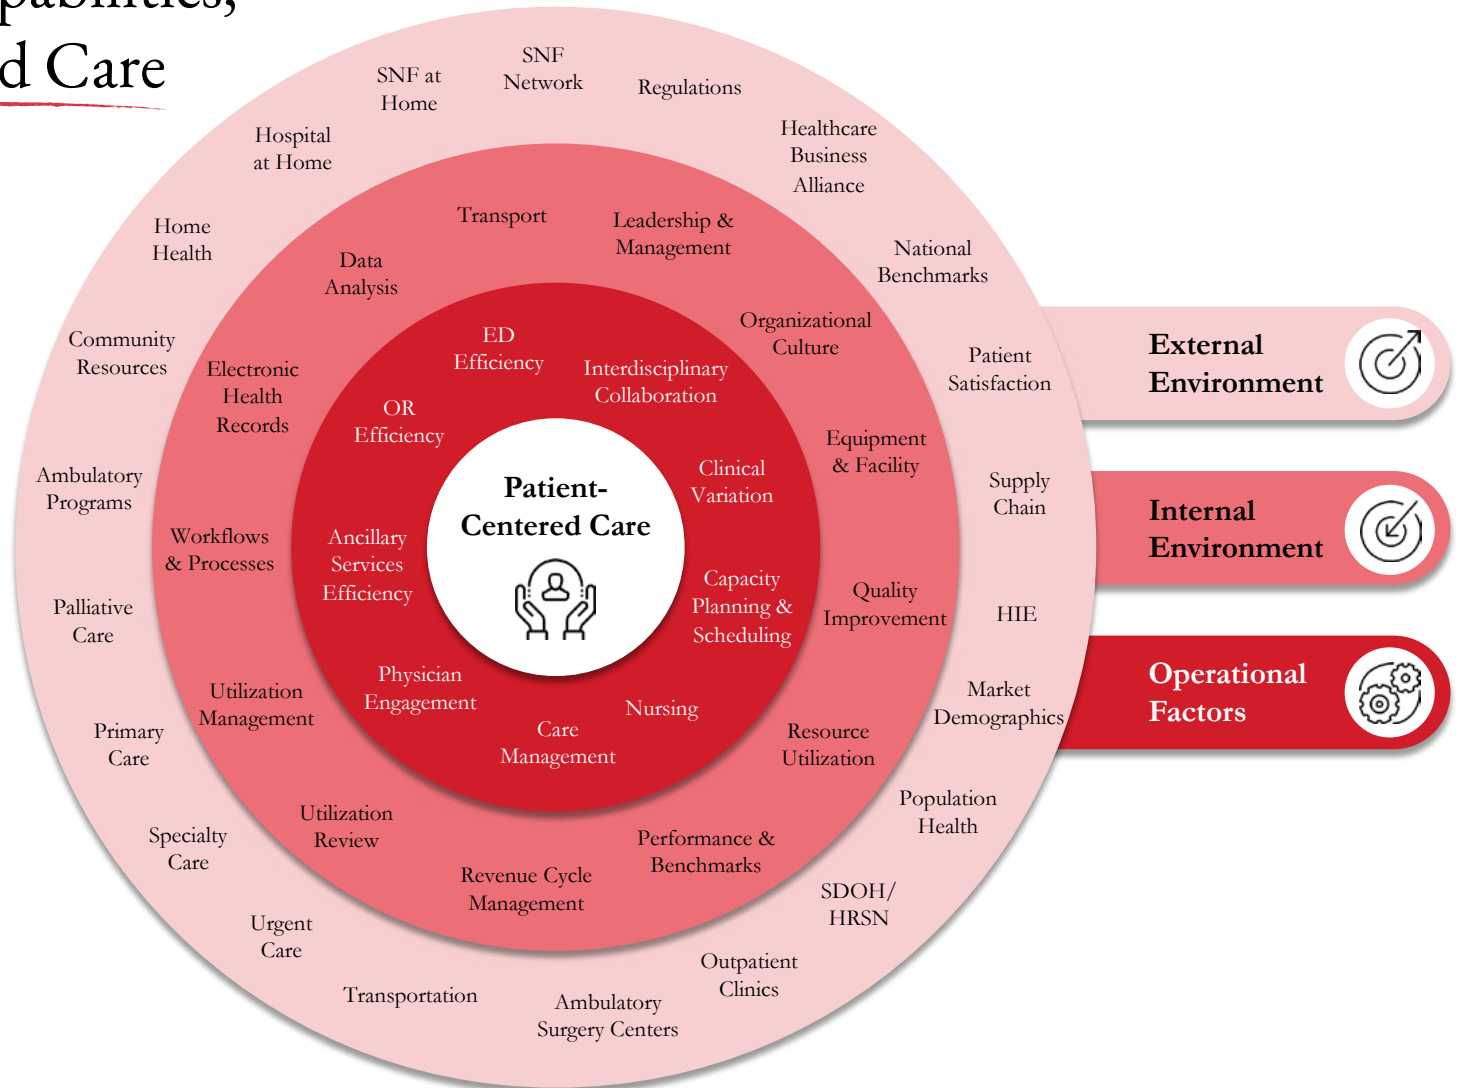 d Care
SNF at
Home
SNF
Network
Regulations
Healthcare
Business
Alliance
National
Benchmarks
Patient
Satisfaction
Supply
Chain
HIE
Market
Demographics
Population
Health
SDOH/
HRSN
Outpatient
Clinics
Ambulatory
Surgery Centers
Transportation
Urgent
Care
Specialty
Care
Primary
Care
Palliative
Care
Ambulatory
Programs
Community
Resources
Home
Health
Hospital
at Home
Transport
Leadership &
Management
Organizational
Culture
Equipment
& Facility
Quality
Improvement
Resource
Utilization
Performance &
Benchmarks
Revenue Cycle
Management
Utilization
Review
Utilization
Management
Workflows
& Processes
Electronic
Health
Records
Data
Analysis
ED
Efficiency
Interdisciplinary
Collaboration
Clinical
Variation
Capacity
Planning &
Scheduling
Nursing
Care
Management
Physician
Engagement
Ancillary
Services
Efficiency
OR
Efficiency
Patient-
Centered Care
External
Environment
Internal
Environment
Operational
Factors